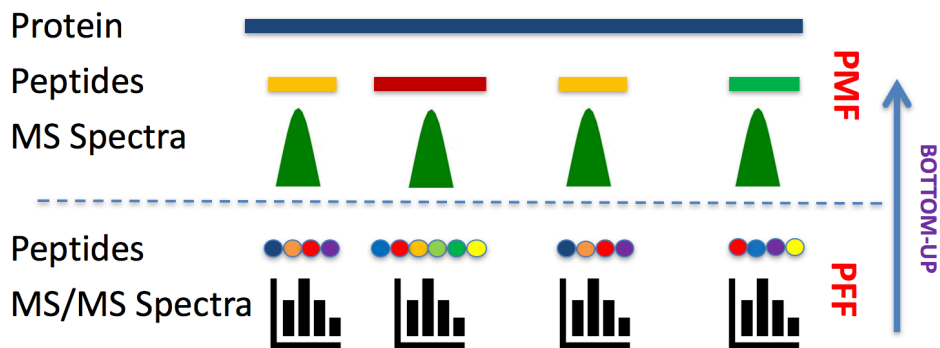 Protein
Peptides
MS Spectra
PMF
BOTTOM-UP
Peptides
MS/MS Spectra
PFF